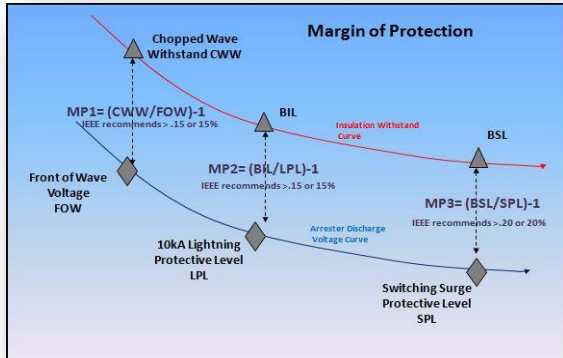 Margin of Protection
Chopped Wave
Withstand CWW
MP1= (CWW/FOW)-1
IEEE recommends > .15 or 15%
BIL
Insulation Withstand
Curve
BSL
Front of Wave
Voltage
FOW
MP2= (BIL/LPL)-1
IEEE recommends > .15 or 15%
MP3= (BSL/SPL)-1
IEEE recommends > .20 or 20%
10kA Lightning
Protective Level
LPL
Arrester Discharge
Voltage Curve
Switching Surge
Protective Level
SPL